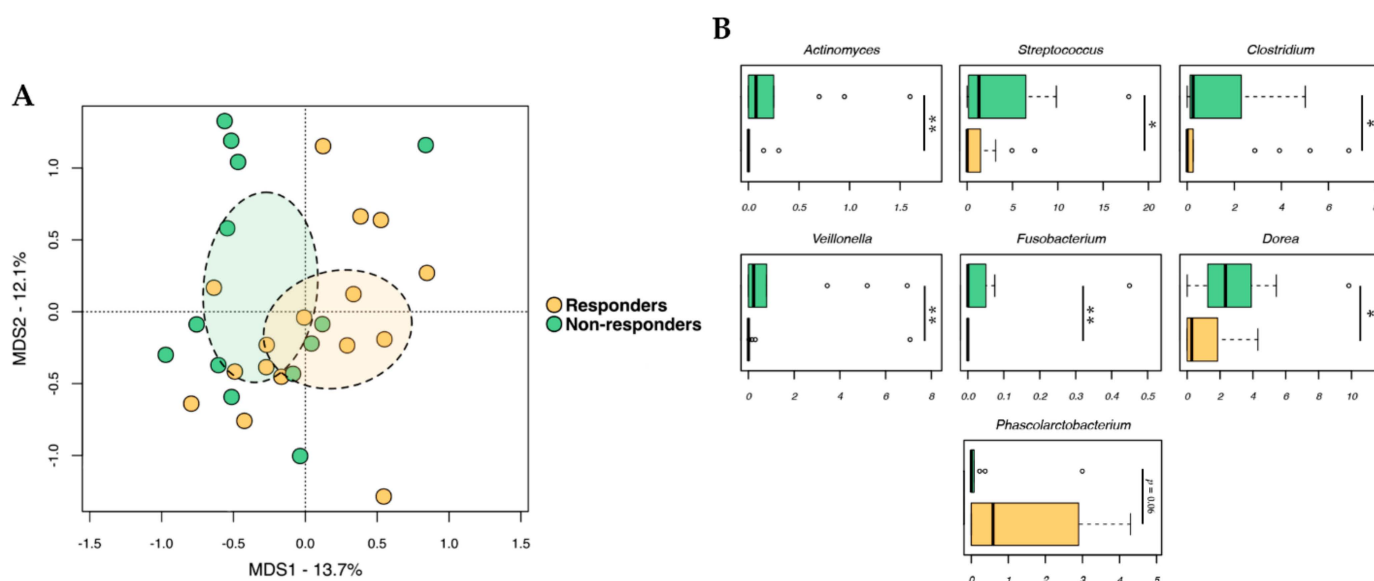 A
1.0
0.5
0.0
-0.5
-1.0
MDS2 - 12.1%
-1.5 -1.0 -0.5 0.0 0.5 1.0 1.5
MDS1 - 13.7%
Responders
Non-responders
B
Actinomyces Streptococcus Clostridium
** * *
0.0 0.5 1.0 1.5 0 5 10 15 20 0 2 4 6
Veillonella Fusobacterium Dorea
** ** *
0 2 4 6 8 0.0 0.1 0.2 0.3 0.4 0.5 0 2 4 6 8 10
Phascolarctobacterium
p = 0.06
0 1 2 3 4 5